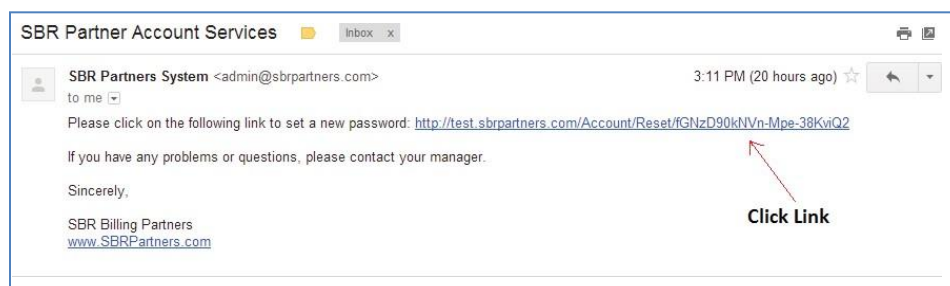 SBR Partner Account Services Inbox x
SBR Partners System <admin@sbrpartners.com> 3:11 PM (20 hours ago)
to me
Please click on the following link to set a new password: http://test.sbrpartners.com/Account/Reset/fGNzD90kNVn-Mpe-38KviQ2
If you have any problems or questions, please contact your manager.
Sincerely,
Click Link
SBR Billing Partners
www.SBRPartners.com